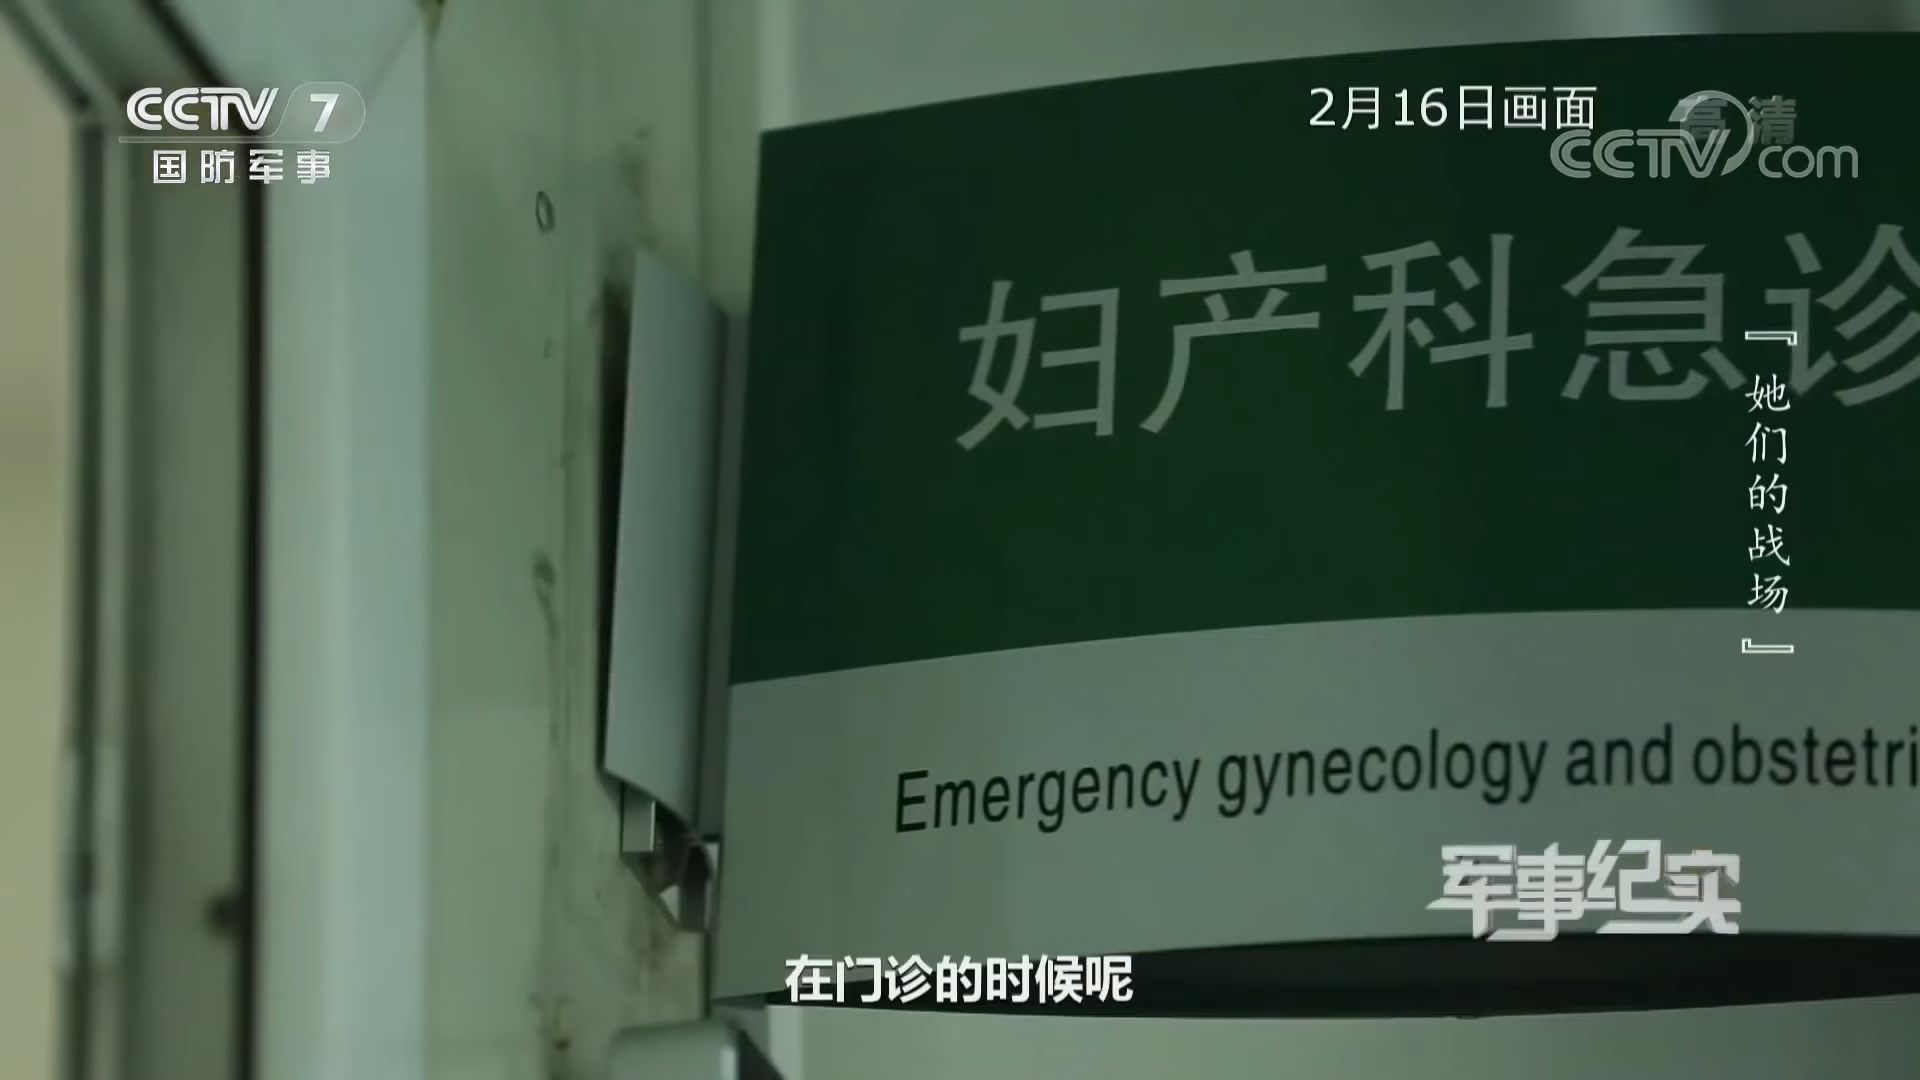 CCTV 7
国防军事
2月16日画面
高清
CCTV.com
妇产科急诊
『她们的战场』
Emergency gynecology and obstetri
军事纪实
在门诊的时候呢